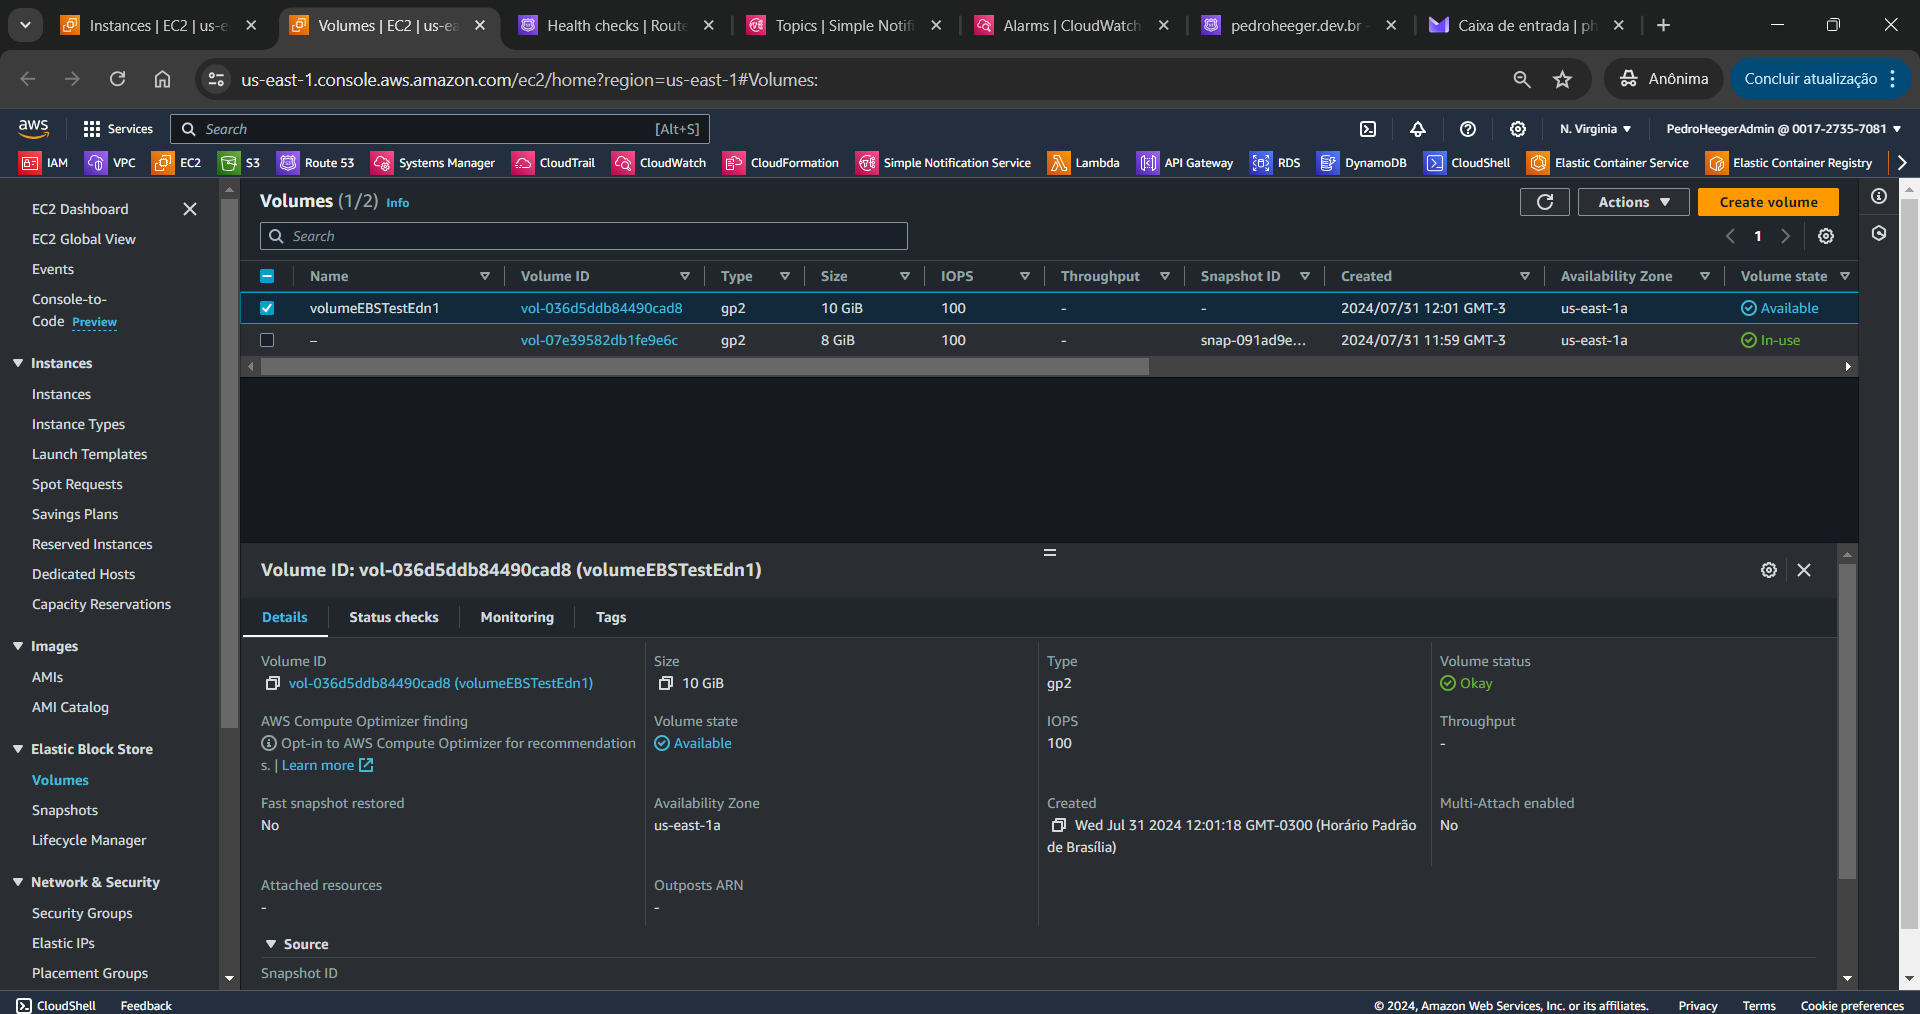 Instances | EC2 | us-e
Volumes | EC2 | us-ea
Health checks | Route
Topics | Simple Notifi
Alarms | CloudWatch
pedroheeger.dev.br -
Caixa de entrada | ph
us-east-1.console.aws.amazon.com/ec2/home?region=us-east-1#Volumes:
Anônima
Concluir atualização
aws
Services
Search
[Alt+S]
N. Virginia
PedroHeegerAdmin @ 0017-2735-7081
IAM
VPC
EC2
S3
Route 53
Systems Manager
CloudTrail
CloudWatch
CloudFormation
Simple Notification Service
Lambda
API Gateway
RDS
DynamoDB
CloudShell
Elastic Container Service
Elastic Container Registry
EC2 Dashboard
EC2 Global View
Events
Console-to-
Code Preview
Instances
Instances
Instance Types
Launch Templates
Spot Requests
Savings Plans
Reserved Instances
Dedicated Hosts
Capacity Reservations
Images
AMIs
AMI Catalog
Elastic Block Store
Volumes
Snapshots
Lifecycle Manager
Network & Security
Security Groups
Elastic IPs
Placement Groups
Volumes (1/2) Info
Actions
Create volume
Search
1
Name Volume ID Type Size IOPS Throughput Snapshot ID Created Availability Zone Volume state
volumeEBSTestEdn1 vol-036d5ddb84490cad8 gp2 10 GiB 100 - - 2024/07/31 12:01 GMT-3 us-east-1a Available
– vol-07e39582db1fe9e6c gp2 8 GiB 100 - snap-091ad9e... 2024/07/31 11:59 GMT-3 us-east-1a In-use
Volume ID: vol-036d5ddb84490cad8 (volumeEBSTestEdn1)
Details
Status checks
Monitoring
Tags
Volume ID
vol-036d5ddb84490cad8 (volumeEBSTestEdn1)
Size
10 GiB
Type
gp2
Volume status
Okay
AWS Compute Optimizer finding
Opt-in to AWS Compute Optimizer for recommendation
s. | Learn more
Volume state
Available
IOPS
100
Throughput
-
Fast snapshot restored
No
Availability Zone
us-east-1a
Created
Wed Jul 31 2024 12:01:18 GMT-0300 (Horário Padrão
de Brasília)
Multi-Attach enabled
No
Attached resources
-
Outposts ARN
-
Source
Snapshot ID
CloudShell
Feedback
© 2024, Amazon Web Services, Inc. or its affiliates.
Privacy
Terms
Cookie preferences